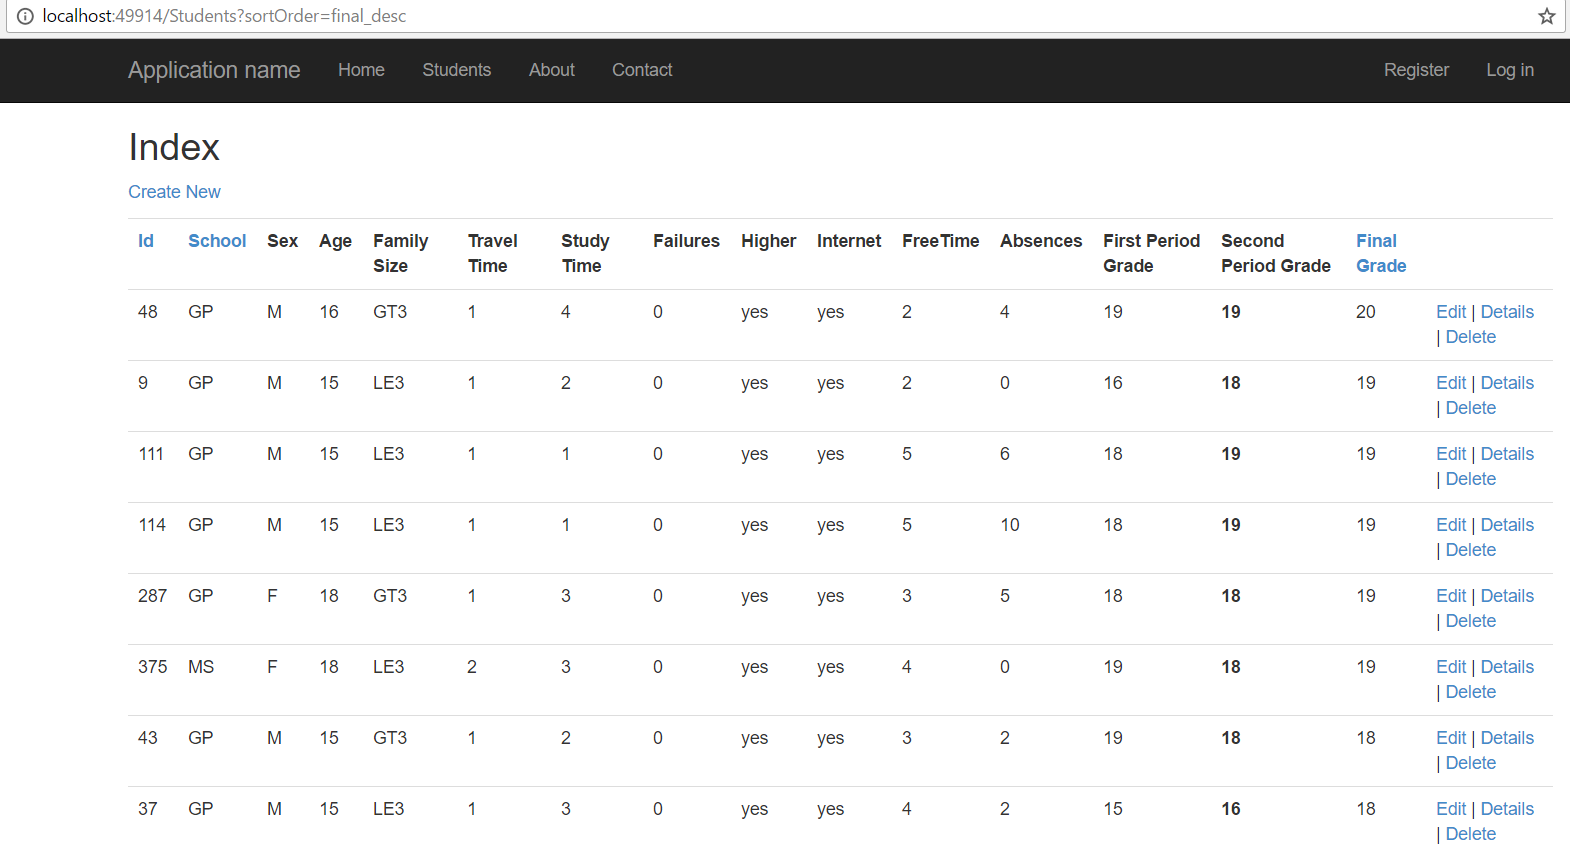 localhost:49914/Students?sortOrder=final_desc
Application name Home Students About Contact Register Log in
Index
Create New
Id School Sex Age Family Size Travel Time Study Time Failures Higher Internet FreeTime Absences First Period Grade Second Period Grade Final Grade
48 GP M 16 GT3 1 4 0 yes yes 2 4 19 19 20 Edit | Details
| Delete
9 GP M 15 LE3 1 2 0 yes yes 2 0 16 18 19 Edit | Details
| Delete
111 GP M 15 LE3 1 1 0 yes yes 5 6 18 19 19 Edit | Details
| Delete
114 GP M 15 LE3 1 1 0 yes yes 5 10 18 19 19 Edit | Details
| Delete
287 GP F 18 GT3 1 3 0 yes yes 3 5 18 18 19 Edit | Details
| Delete
375 MS F 18 LE3 2 3 0 yes yes 4 0 19 18 19 Edit | Details
| Delete
43 GP M 15 GT3 1 2 0 yes yes 3 2 19 18 18 Edit | Details
| Delete
37 GP M 15 LE3 1 3 0 yes yes 4 2 15 16 18 Edit | Details
| Delete